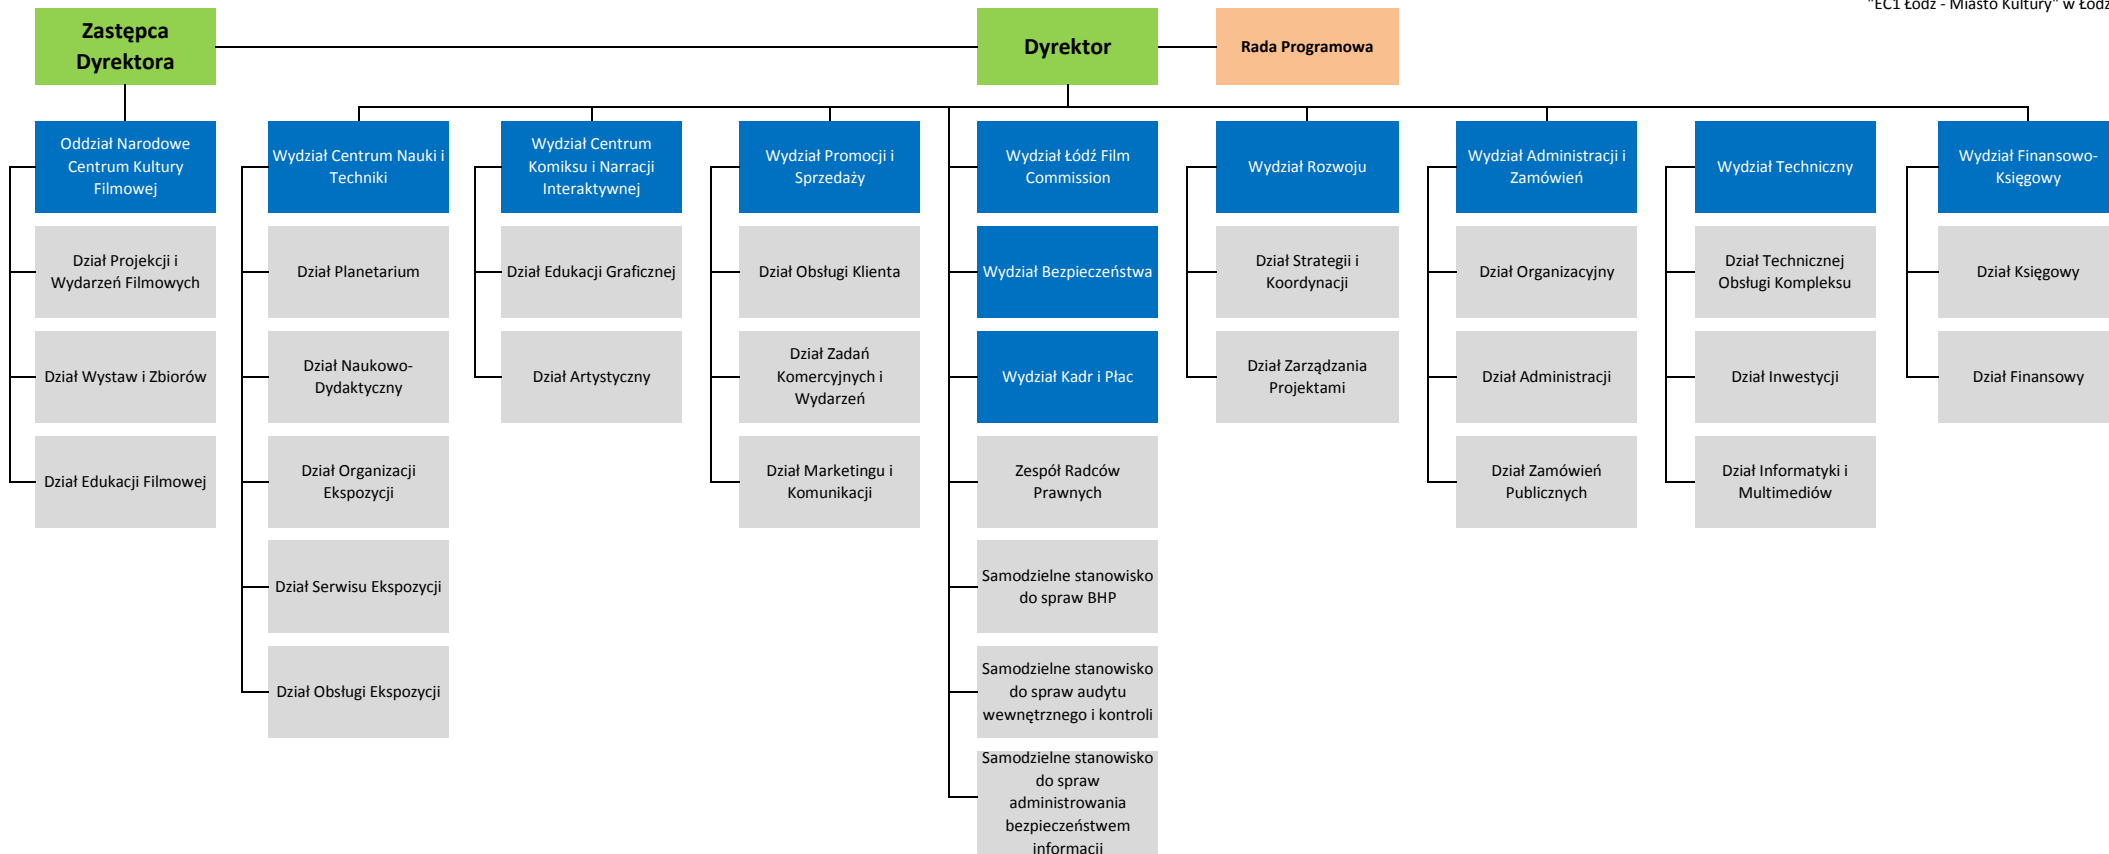 "EC1 Łódź - Miasto Kultury" w Łodz
Zastępca
Dyrektora
Dyrektor
Rada Programowa
Oddział Narodowe
Centrum Kultury
Filmowej
Wydział Centrum Nauki i
Techniki
Wydział Centrum
Komiksu i Narracji
Interaktywnej
Wydział Promocji i
Sprzedaży
Wydział Łódź Film
Commission
Wydział Rozwoju
Wydział Administracji i
Zamówień
Wydział Techniczny
Wydział Finansowo-
Księgowy
Dział Projekcji i
Wydarzeń Filmowych
Dział Planetarium
Dział Edukacji Graficznej
Dział Obsługi Klienta
Wydział Bezpieczeństwa
Dział Strategii i
Koordynacji
Dział Organizacyjny
Dział Technicznej
Obsługi Kompleksu
Dział Księgowy
Dział Wystaw i Zbiorów
Dział Naukowo-
Dydaktyczny
Dział Artystyczny
Dział Zadań
Komercyjnych i
Wydarzeń
Wydział Kadr i Płac
Dział Zarządzania
Projektami
Dział Administracji
Dział Inwestycji
Dział Finansowy
Dział Edukacji Filmowej
Dział Organizacji
Ekspozycji
Dział Marketingu i
Komunikacji
Zespół Radców
Prawnych
Dział Zamówień
Publicznych
Dział Informatyki i
Multimediów
Dział Serwisu Ekspozycji
Samodzielne stanowisko
do spraw BHP
Dział Obsługi Ekspozycji
Samodzielne stanowisko
do spraw audytu
wewnętrznego i kontroli
Samodzielne stanowisko
do spraw
administrowania
bezpieczeństwem
informacji